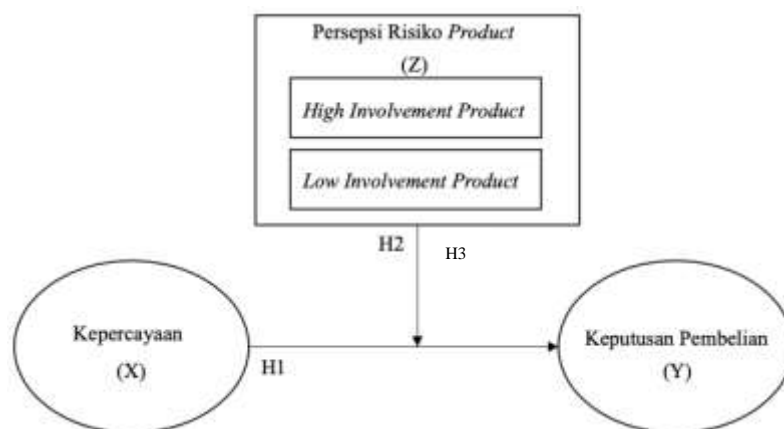 Persepsi Risiko Product
(Z)
High Involvement Product
Low Involvement Product
H2
H3
Kepercayaan
(X)
H1
Keputusan Pembelian
(Y)